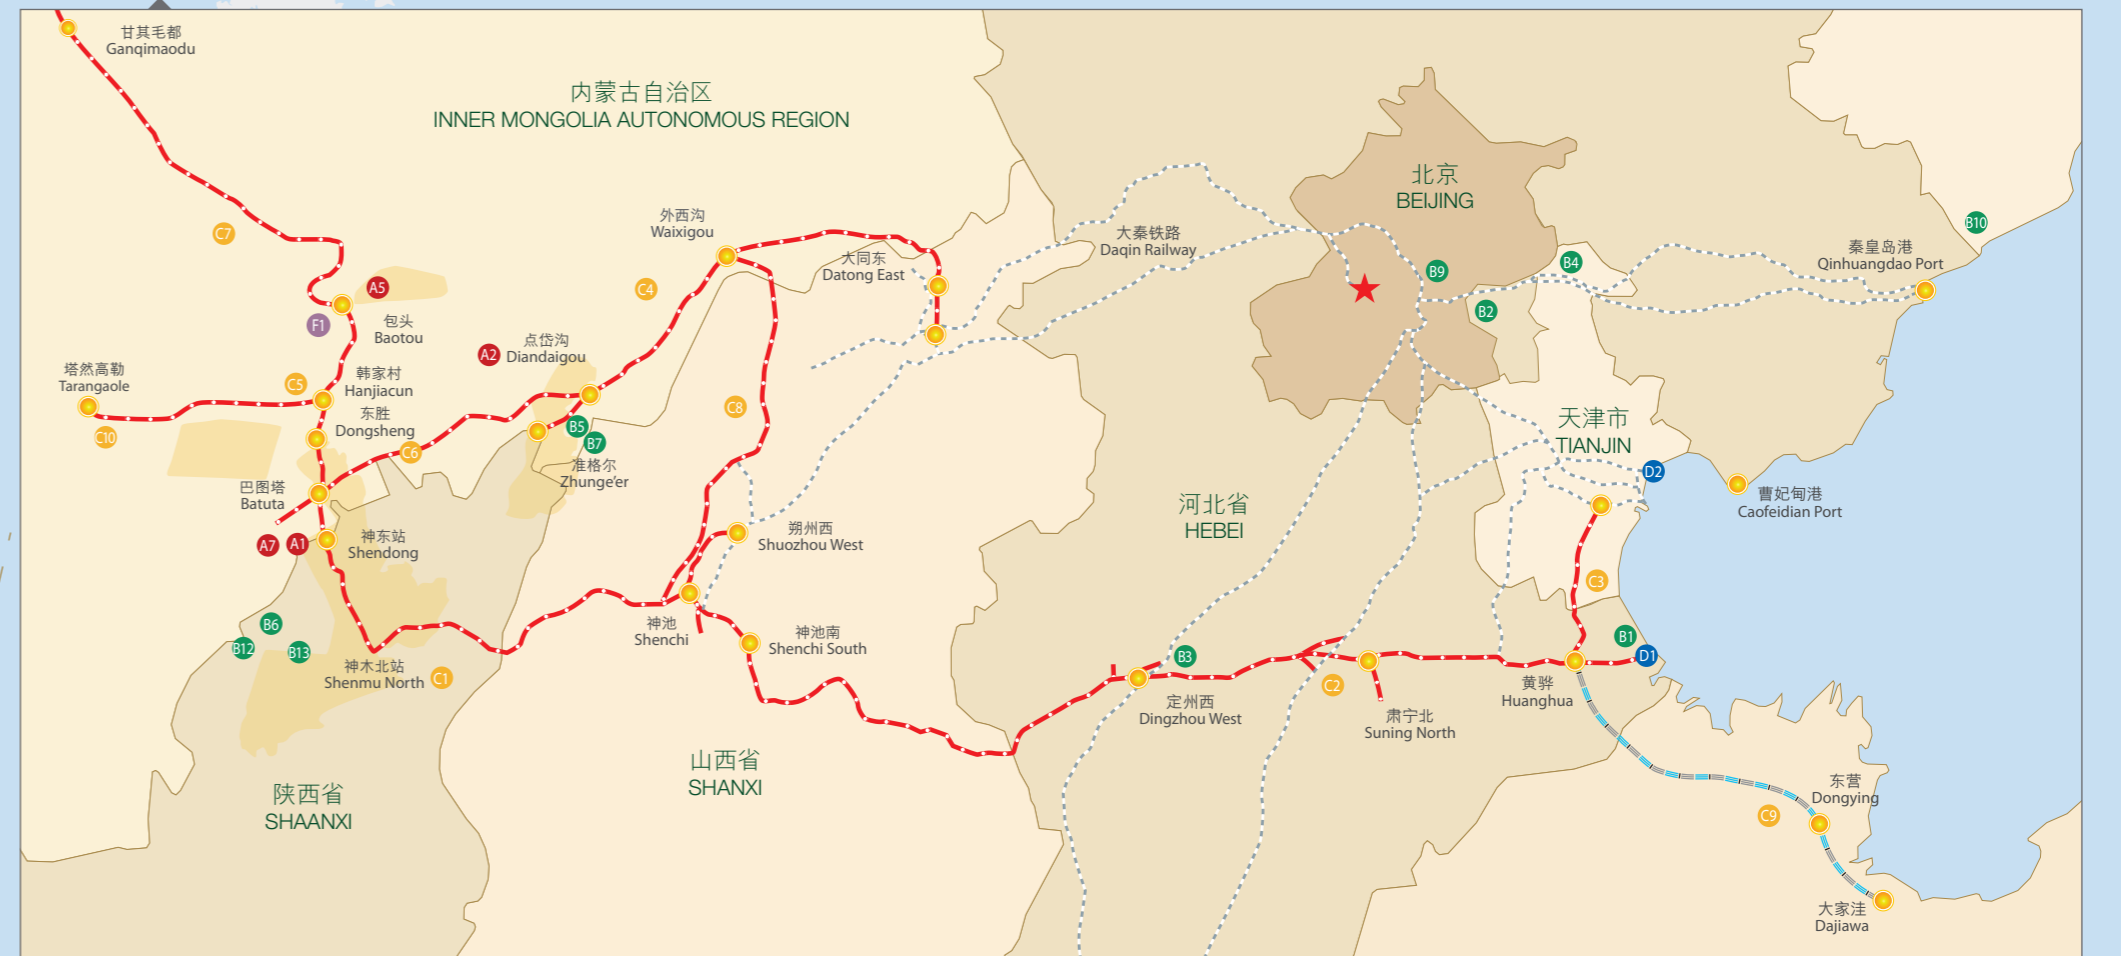 甘其毛都
Ganqimaodu
内蒙古自治区
INNER MONGOLIA AUTONOMOUS REGION
北京
BEIJING
外西沟
Waixigou
C7
大秦铁路
Daqin Railway
B10
秦皇岛港
Qinhuangdao Port
大同东
Datong East
B9
B4
A5
C4
F1
包头
Baotou
B2
点岱沟
Diandaigou
A2
塔然高勒
Tarangaole
C5
韩家村
Hanjiacun
C8
东胜
Dongsheng
C10
C6
B5
B7
天津市
TIANJIN
准格尔
Zhunge'er
D2
巴图塔
Batuta
曹妃甸港
Caofeidian Port
河北省
HEBEI
A7
A1
神东站
Shendong
朔州西
Shuozhou West
C3
B6
B12
B13
神池
Shenchi
神池南
Shenchi South
B1
D1
B3
神木北站
Shenmu North
C1
C2
黄骅
Huanghua
定州西
Dingzhou West
肃宁北
Suning North
山西省
SHANXI
陕西省
SHAANXI
东营
Dongying
C9
大家洼
Dajiawa